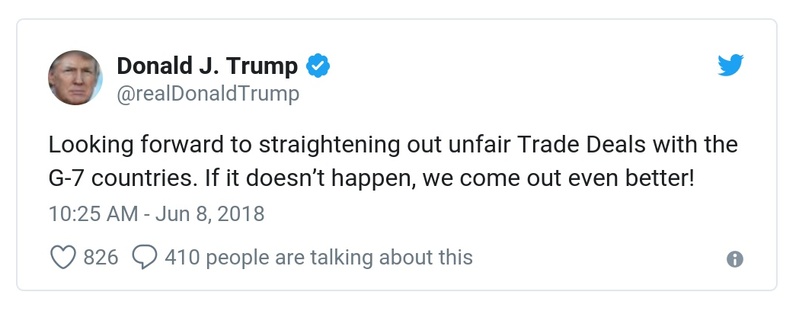 Donald J. Trump
@realDonaldTrump
Looking forward to straightening out unfair Trade Deals with the
G-7 countries. If it doesn’t happen, we come out even better!
10:25 AM - Jun 8, 2018
826 410 people are talking about this